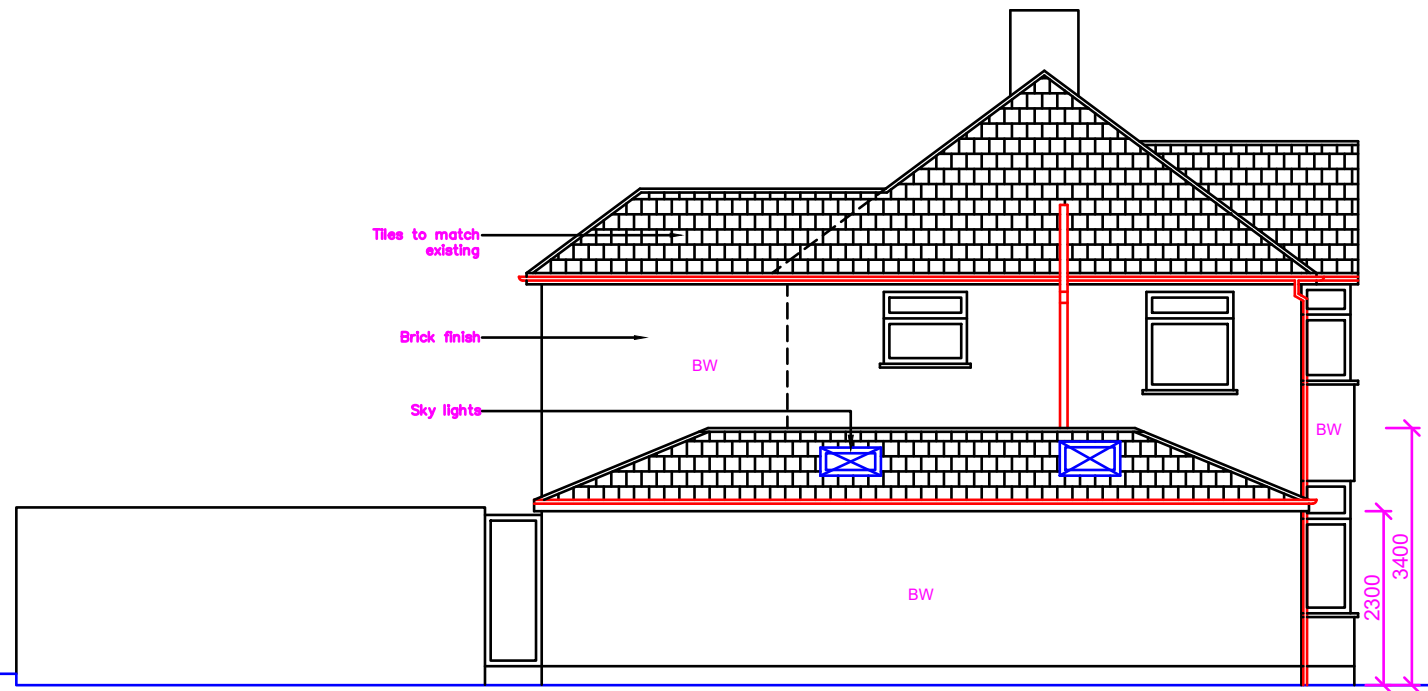 Tiles to match
existing
Brick finish
BW
Sky lights
BW
BW
2300
3400